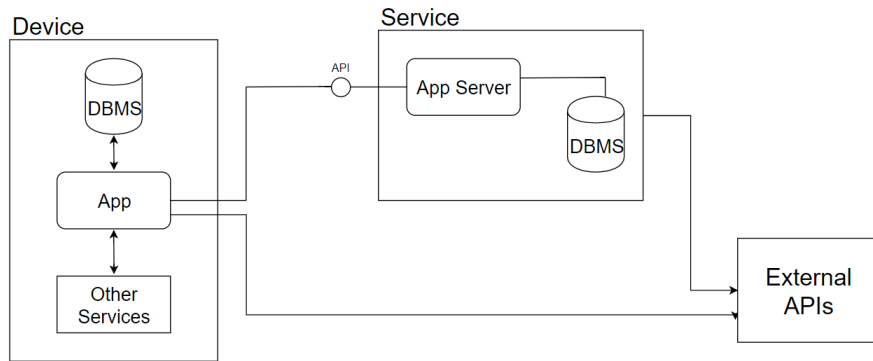 Device
DBMS
App
Other
Services
API
Service
App Server
DBMS
External
APIs